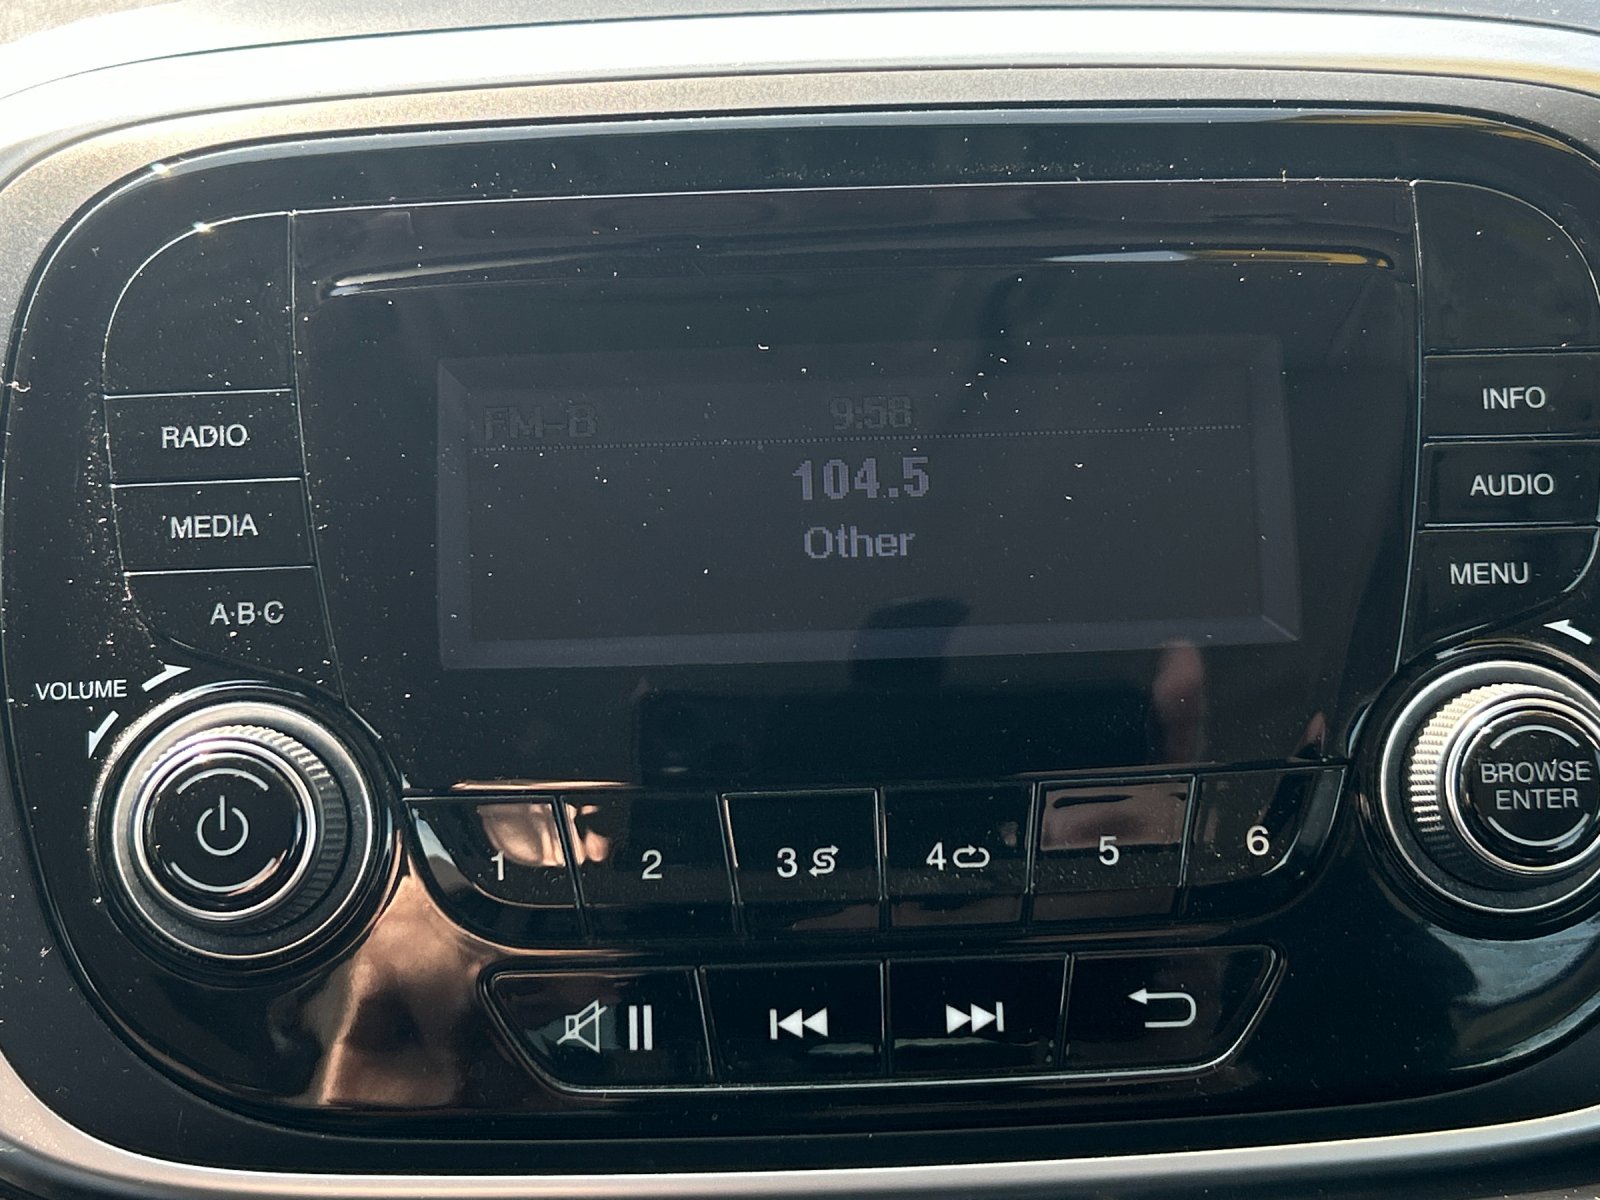 FM-B 9:58
104.5
Other
RADIO
MEDIA
A·B·C
VOLUME
INFO
AUDIO
MENU
BROWSE
ENTER
1 2 3 4 5 6